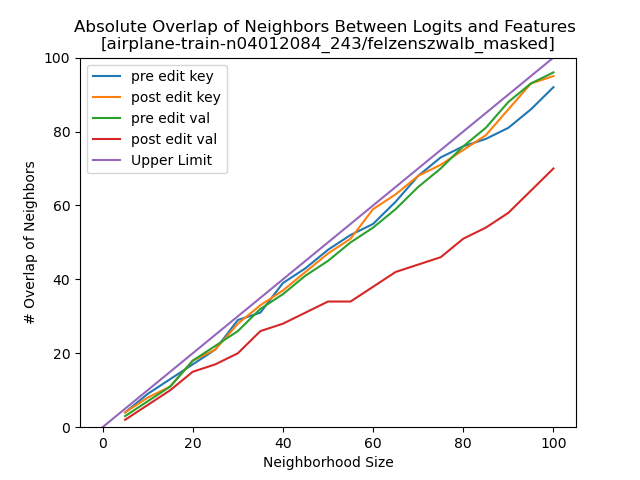 Absolute Overlap of Neighbors Between Logits and Features
[airplane-train-n04012084_243/felzenszwalb_masked]
100
80
60
40
20
0
# Overlap of Neighbors
pre edit key
post edit key
pre edit val
post edit val
Upper Limit
0 20 40 60 80 100
Neighborhood Size